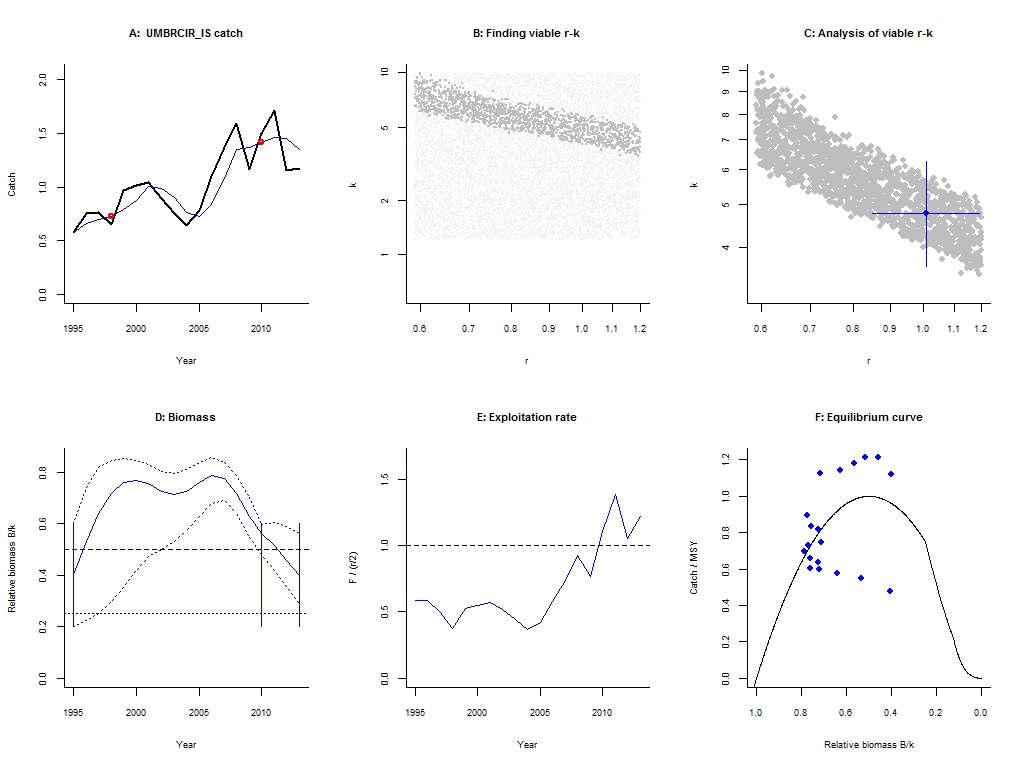 A: UMBRCIR_IS catch
Catch
2.0
1.5
1.0
0.5
0.0
1995 2000 2005 2010
Year
B: Finding viable r-k
k
10
5
2
1
0.6 0.7 0.8 0.9 1.0 1.1 1.2
r
C: Analysis of viable r-k
k
10
9
8
7
6
5
4
0.6 0.7 0.8 0.9 1.0 1.1 1.2
r
D: Biomass
Relative biomass B/k
0.8
0.6
0.4
0.2
0.0
1995 2000 2005 2010
Year
E: Exploitation rate
F / (r/2)
1.5
1.0
0.5
0.0
1995 2000 2005 2010
Year
F: Equilibrium curve
Catch / MSY
1.2
1.0
0.8
0.6
0.4
0.2
0.0
1.0 0.8 0.6 0.4 0.2 0.0
Relative biomass B/k